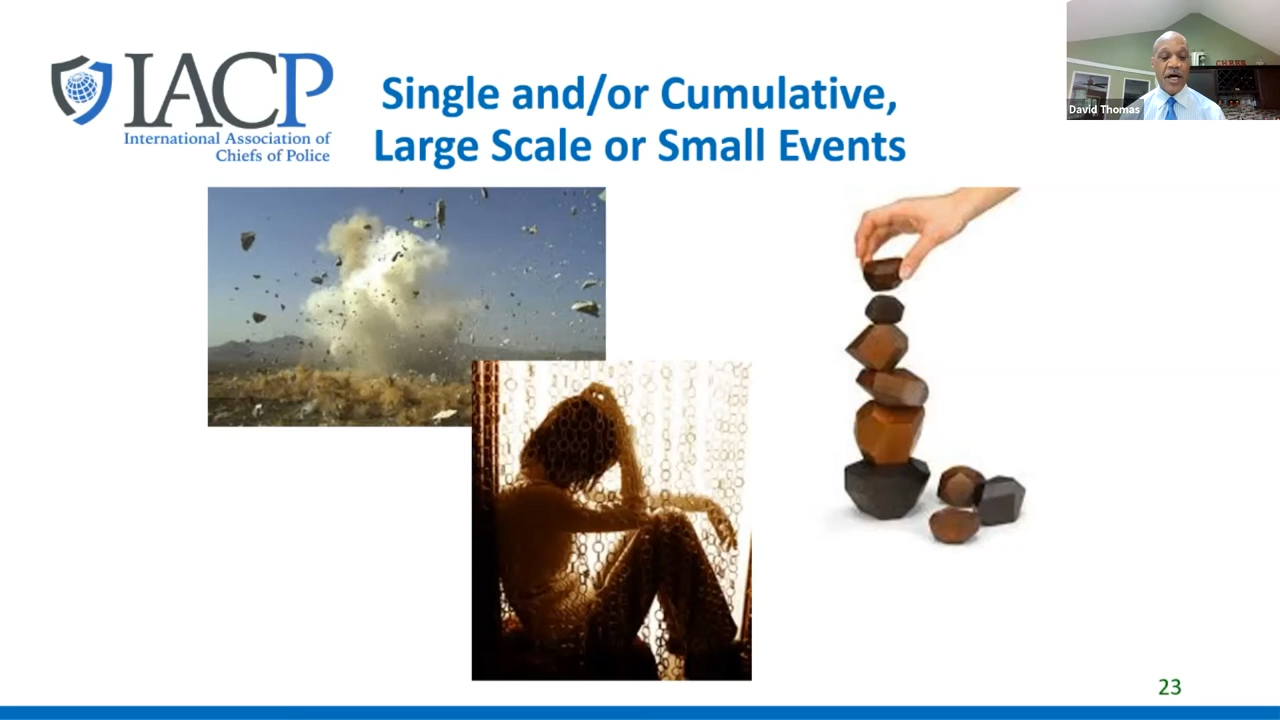 IACP
International Association of
Chiefs of Police
Single and/or Cumulative,
Large Scale or Small Events
David Thomas
23